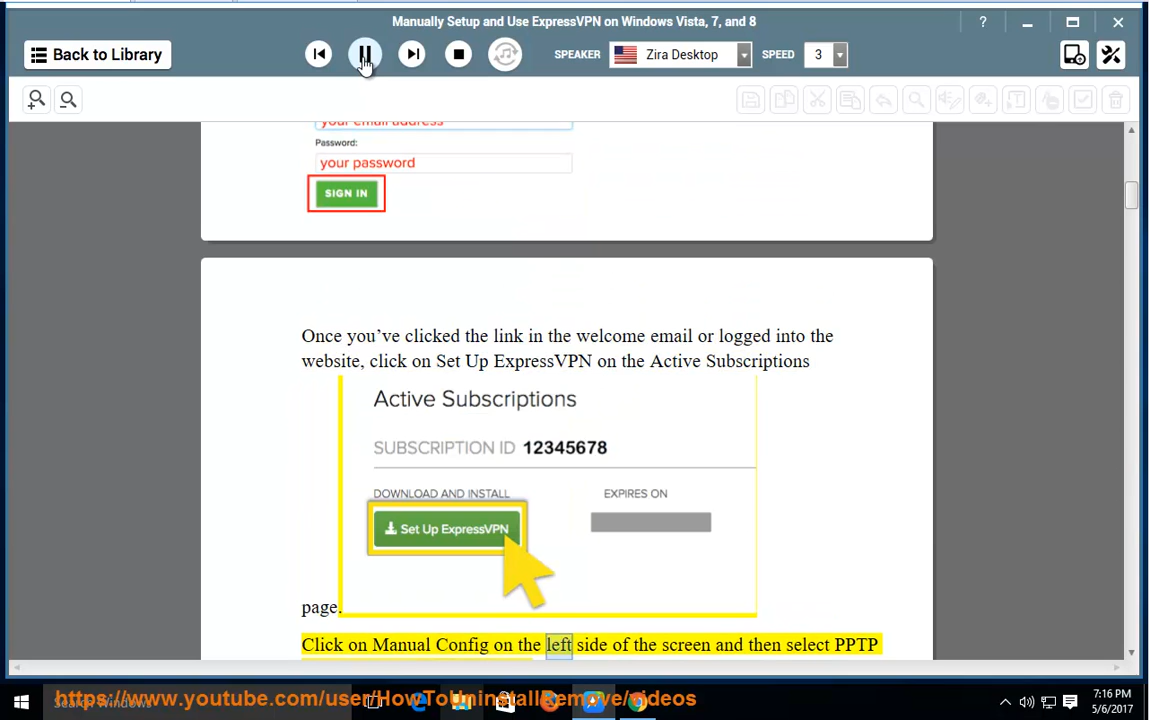 Manually Setup and Use ExpressVPN on Windows Vista, 7, and 8
?
Back to Library
SPEAKER
Zira Desktop
SPEED
3
your email address
Password:
your password
SIGN IN
Once you’ve clicked the link in the welcome email or logged into the
website, click on Set Up ExpressVPN on the Active Subscriptions
Active Subscriptions
SUBSCRIPTION ID 12345678
DOWNLOAD AND INSTALL
EXPIRES ON
Set Up ExpressVPN
page.
Click on Manual Config on the left side of the screen and then select PPTP
Search Windows
https://www.youtube.com/user/HowToUninstallRemove/videos
7:16 PM
5/6/2017